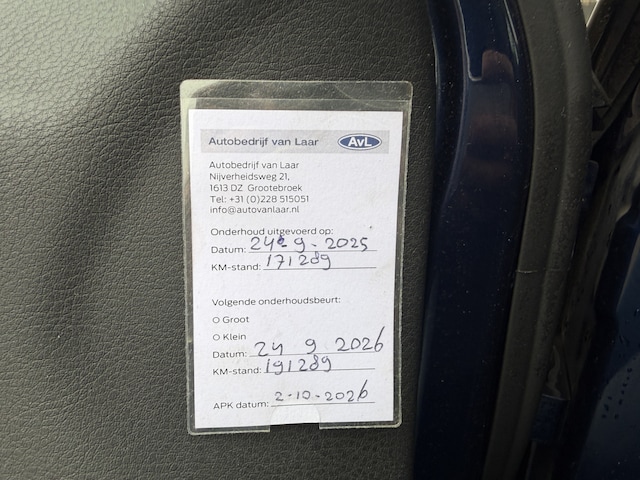 Autobedrijf van Laar AvL
Autobedrijf van Laar
Nijverheidsweg 21,
1613 DZ Grootebroek
Tel: +31 (0)228 515051
info@autovanlaar.nl
Onderhoud uitgevoerd op:
Datum: 24-9-2025
KM-stand: 171289
Volgende onderhoudsbeurt:
O Groot
O Klein
Datum: 24 9 2026
KM-stand: 191289
APK datum: 2-10-2026